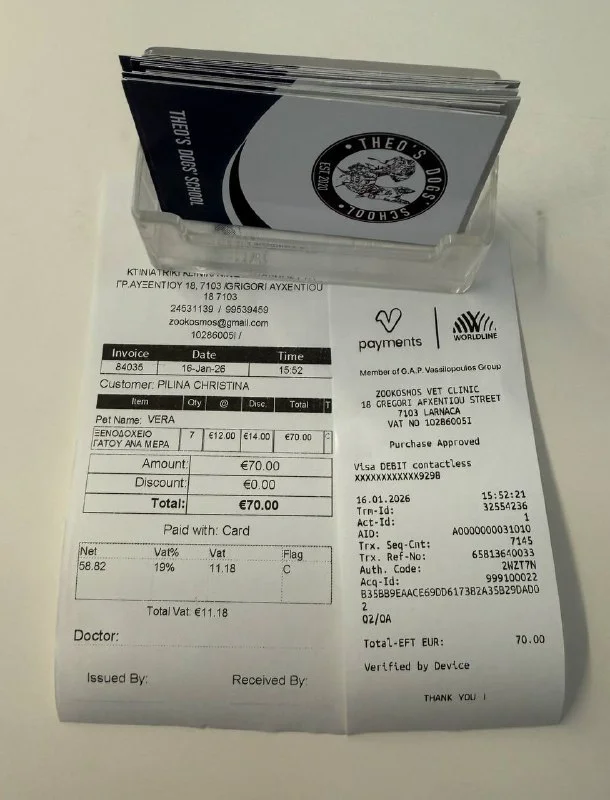 THEO'S DOGS' SCHOOL
THEO'S DOGS' SCHOOL
EST. 2020
KTINIATRIKI
ΓΡ.ΑΥΞΕΝΤΙΟΥ 18, 7103 /GRIGORI AYXENTIOU
18 7103
24531139 / 99539459
zookosmos@gmail.com
10286005I /
Invoice Date Time
84035 16-Jan-26 15:52
Customer: PILINA CHRISTINA
Item Qty @ Disc. Total T
Pet Name: VERA
ΞΕΝΟΔΟΧΕΙΟ 7 €12.00 €14.00 €70.00 C
ΓΑΤΟΥ ΑΝΑ ΜΕΡΑ
Amount: €70.00
Discount: €0.00
Total: €70.00
Paid with: Card
Net Vat% Vat Flag
58.82 19% 11.18 C
Total Vat: €11.18
Doctor:
Issued By: Received By:
payments
WORLDLINE
Member of G.A.P. Vassilopoulos Group
ZOOKOSMOS VET CLINIC
18 GREGORI AFXENTIOU STREET
7103 LARNACA
VAT NO 10286005I
Purchase Approved
Visa DEBIT contactless
XXXXXXXXXXXX9298
16.01.2026 15:52:21
Trm-Id: 32554236
Act-Id: 1
AID: A0000000031010
Trx. Seq-Cnt: 7145
Trx. Ref-No: 65813640033
Auth. Code: 2WZT7N
Acq-Id: 999100022
B35BB9EAACE69DD617382A35B29DAD0
2
02/0A
Total-EFT EUR: 70.00
Verified by Device
THANK YOU !